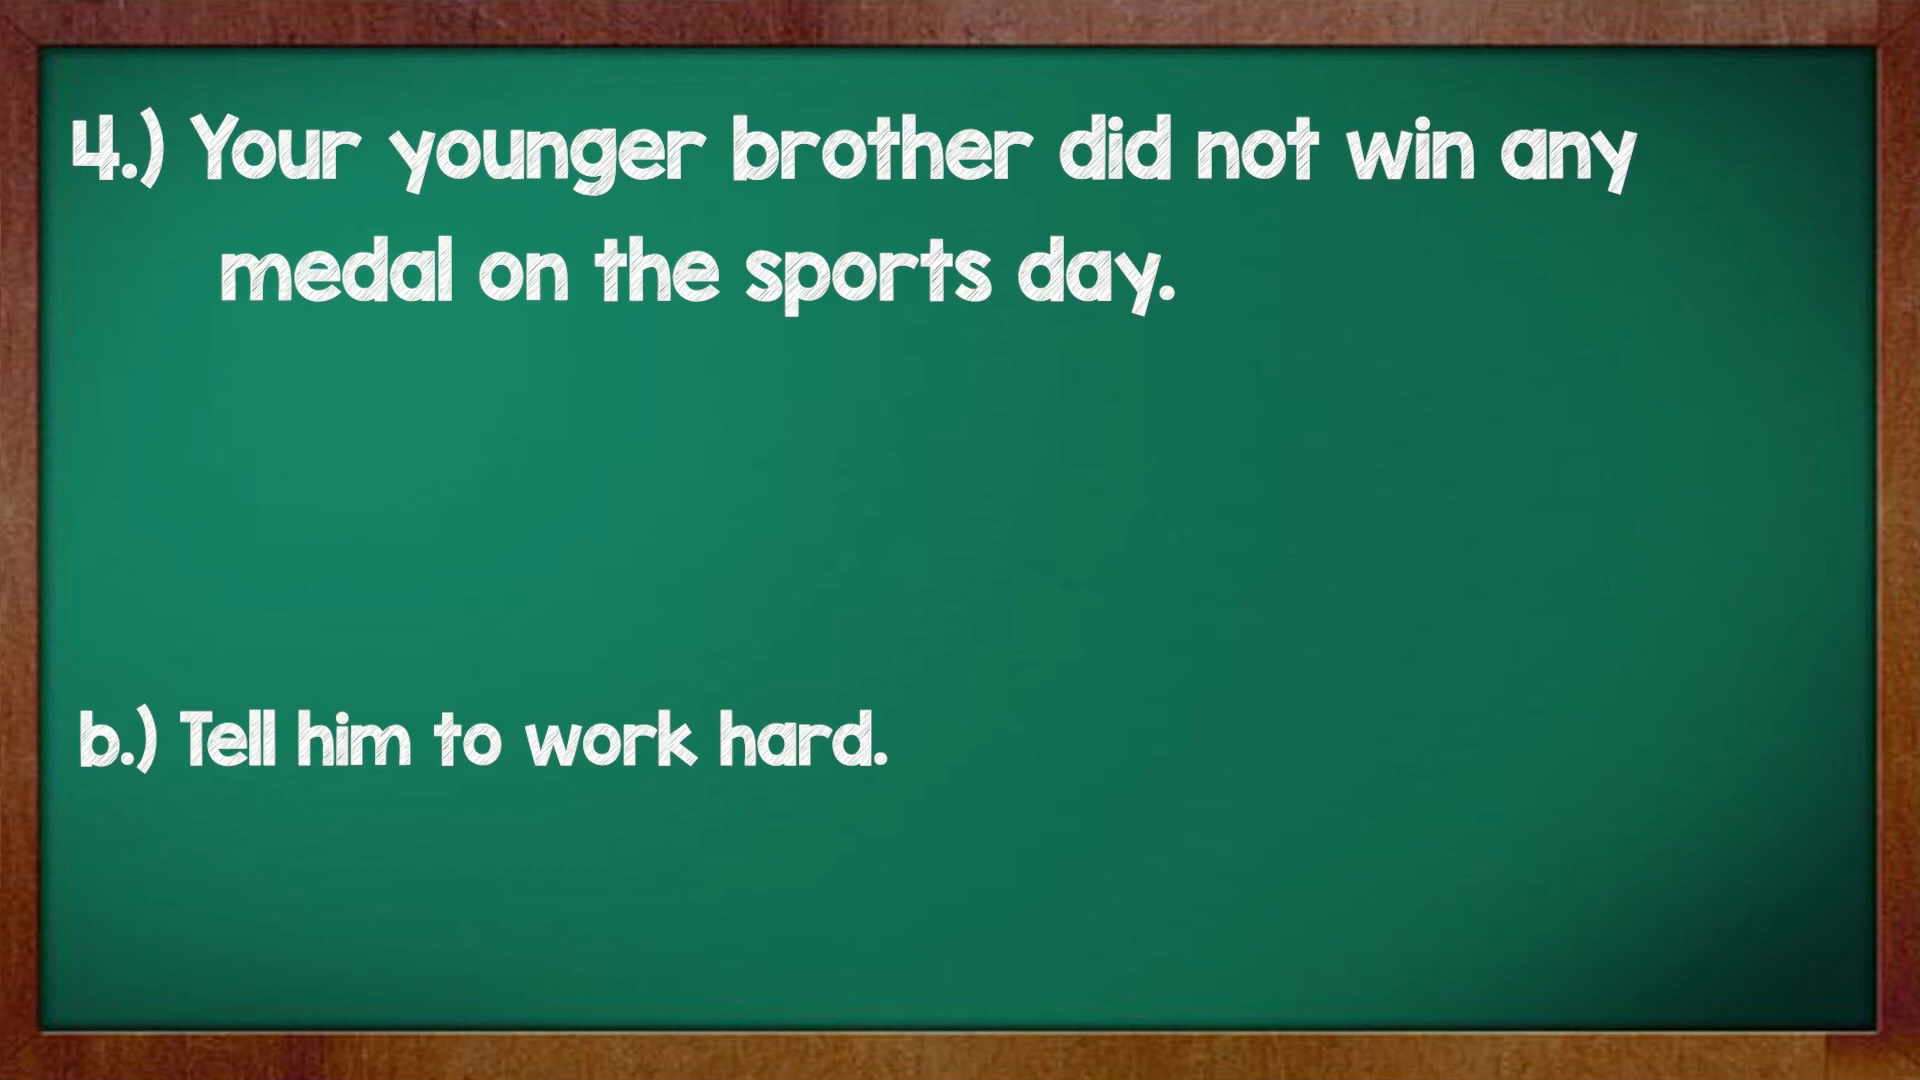 4.) Your younger brother did not win any
medal on the sports day.
b.) Tell him to work hard.